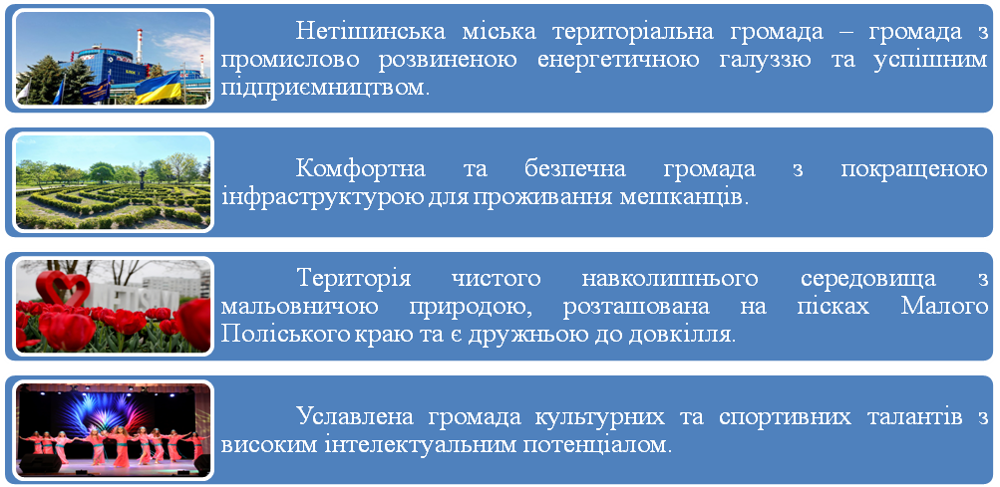 Нетішинська міська територіальна громада – громада з
промислово розвиненою енергетичною галуззю та успішним
підприємництвом.
Комфортна та безпечна громада з покращеною
інфраструктурою для проживання мешканців.
Територія чистого навколишнього середовища з
мальовничою природою, розташована на пісках Малого
Поліського краю та є дружньою до довкілля.
Уславлена громада культурних та спортивних талантів з
високим інтелектуальним потенціалом.